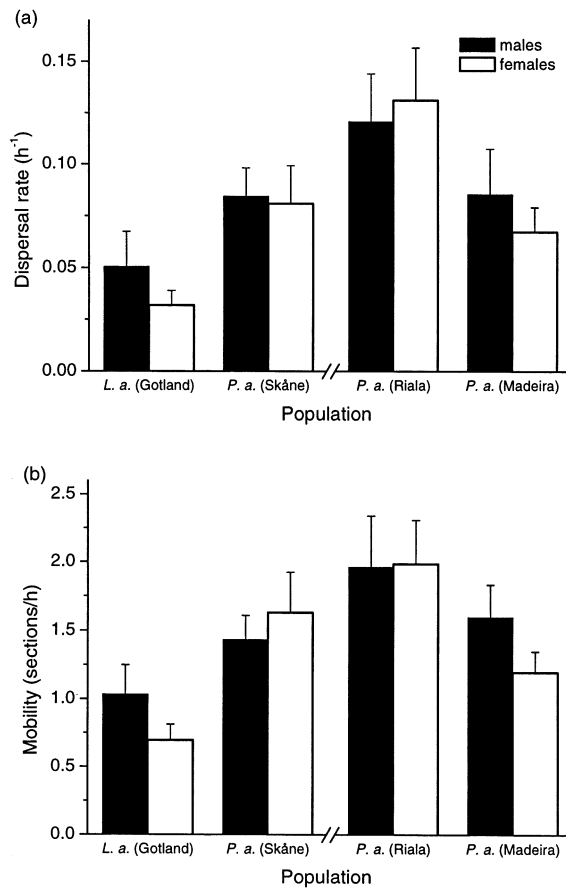 (a)
males
females
0.15
0.10
0.05
0.00
Dispersal rate (h⁻¹)
L. a. (Gotland) P. a. (Skåne) P. a. (Riala) P. a. (Madeira)
Population
(b)
2.5
2.0
1.5
1.0
0.5
0.0
Mobility (sections/h)
L. a. (Gotland) P. a. (Skåne) P. a. (Riala) P. a. (Madeira)
Population